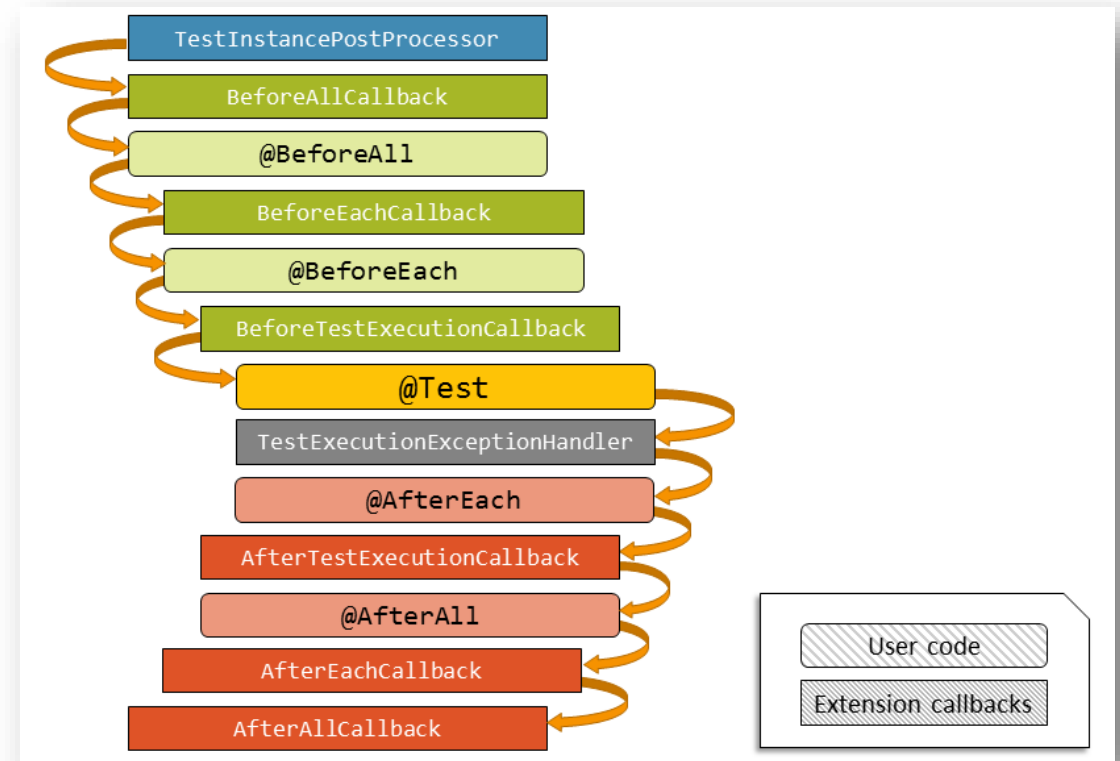 TestInstancePostProcessor
BeforeAllCallback
@BeforeAll
BeforeEachCallback
@BeforeEach
BeforeTestExecutionCallback
@Test
TestExecutionExceptionHandler
@AfterEach
AfterTestExecutionCallback
@AfterAll
AfterEachCallback
AfterAllCallback
User code
Extension callbacks